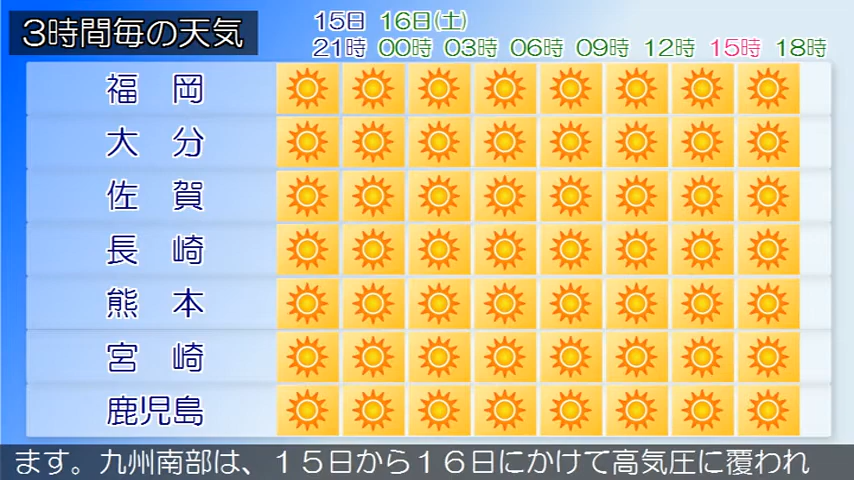 3時間毎の天気
15日 16日(土)
21時 00時 03時 06時 09時 12時 15時 18時
福岡
大分
佐賀
長崎
熊本
宮崎
鹿児島
ます。九州南部は、１５日から１６日にかけて高気圧に覆われ